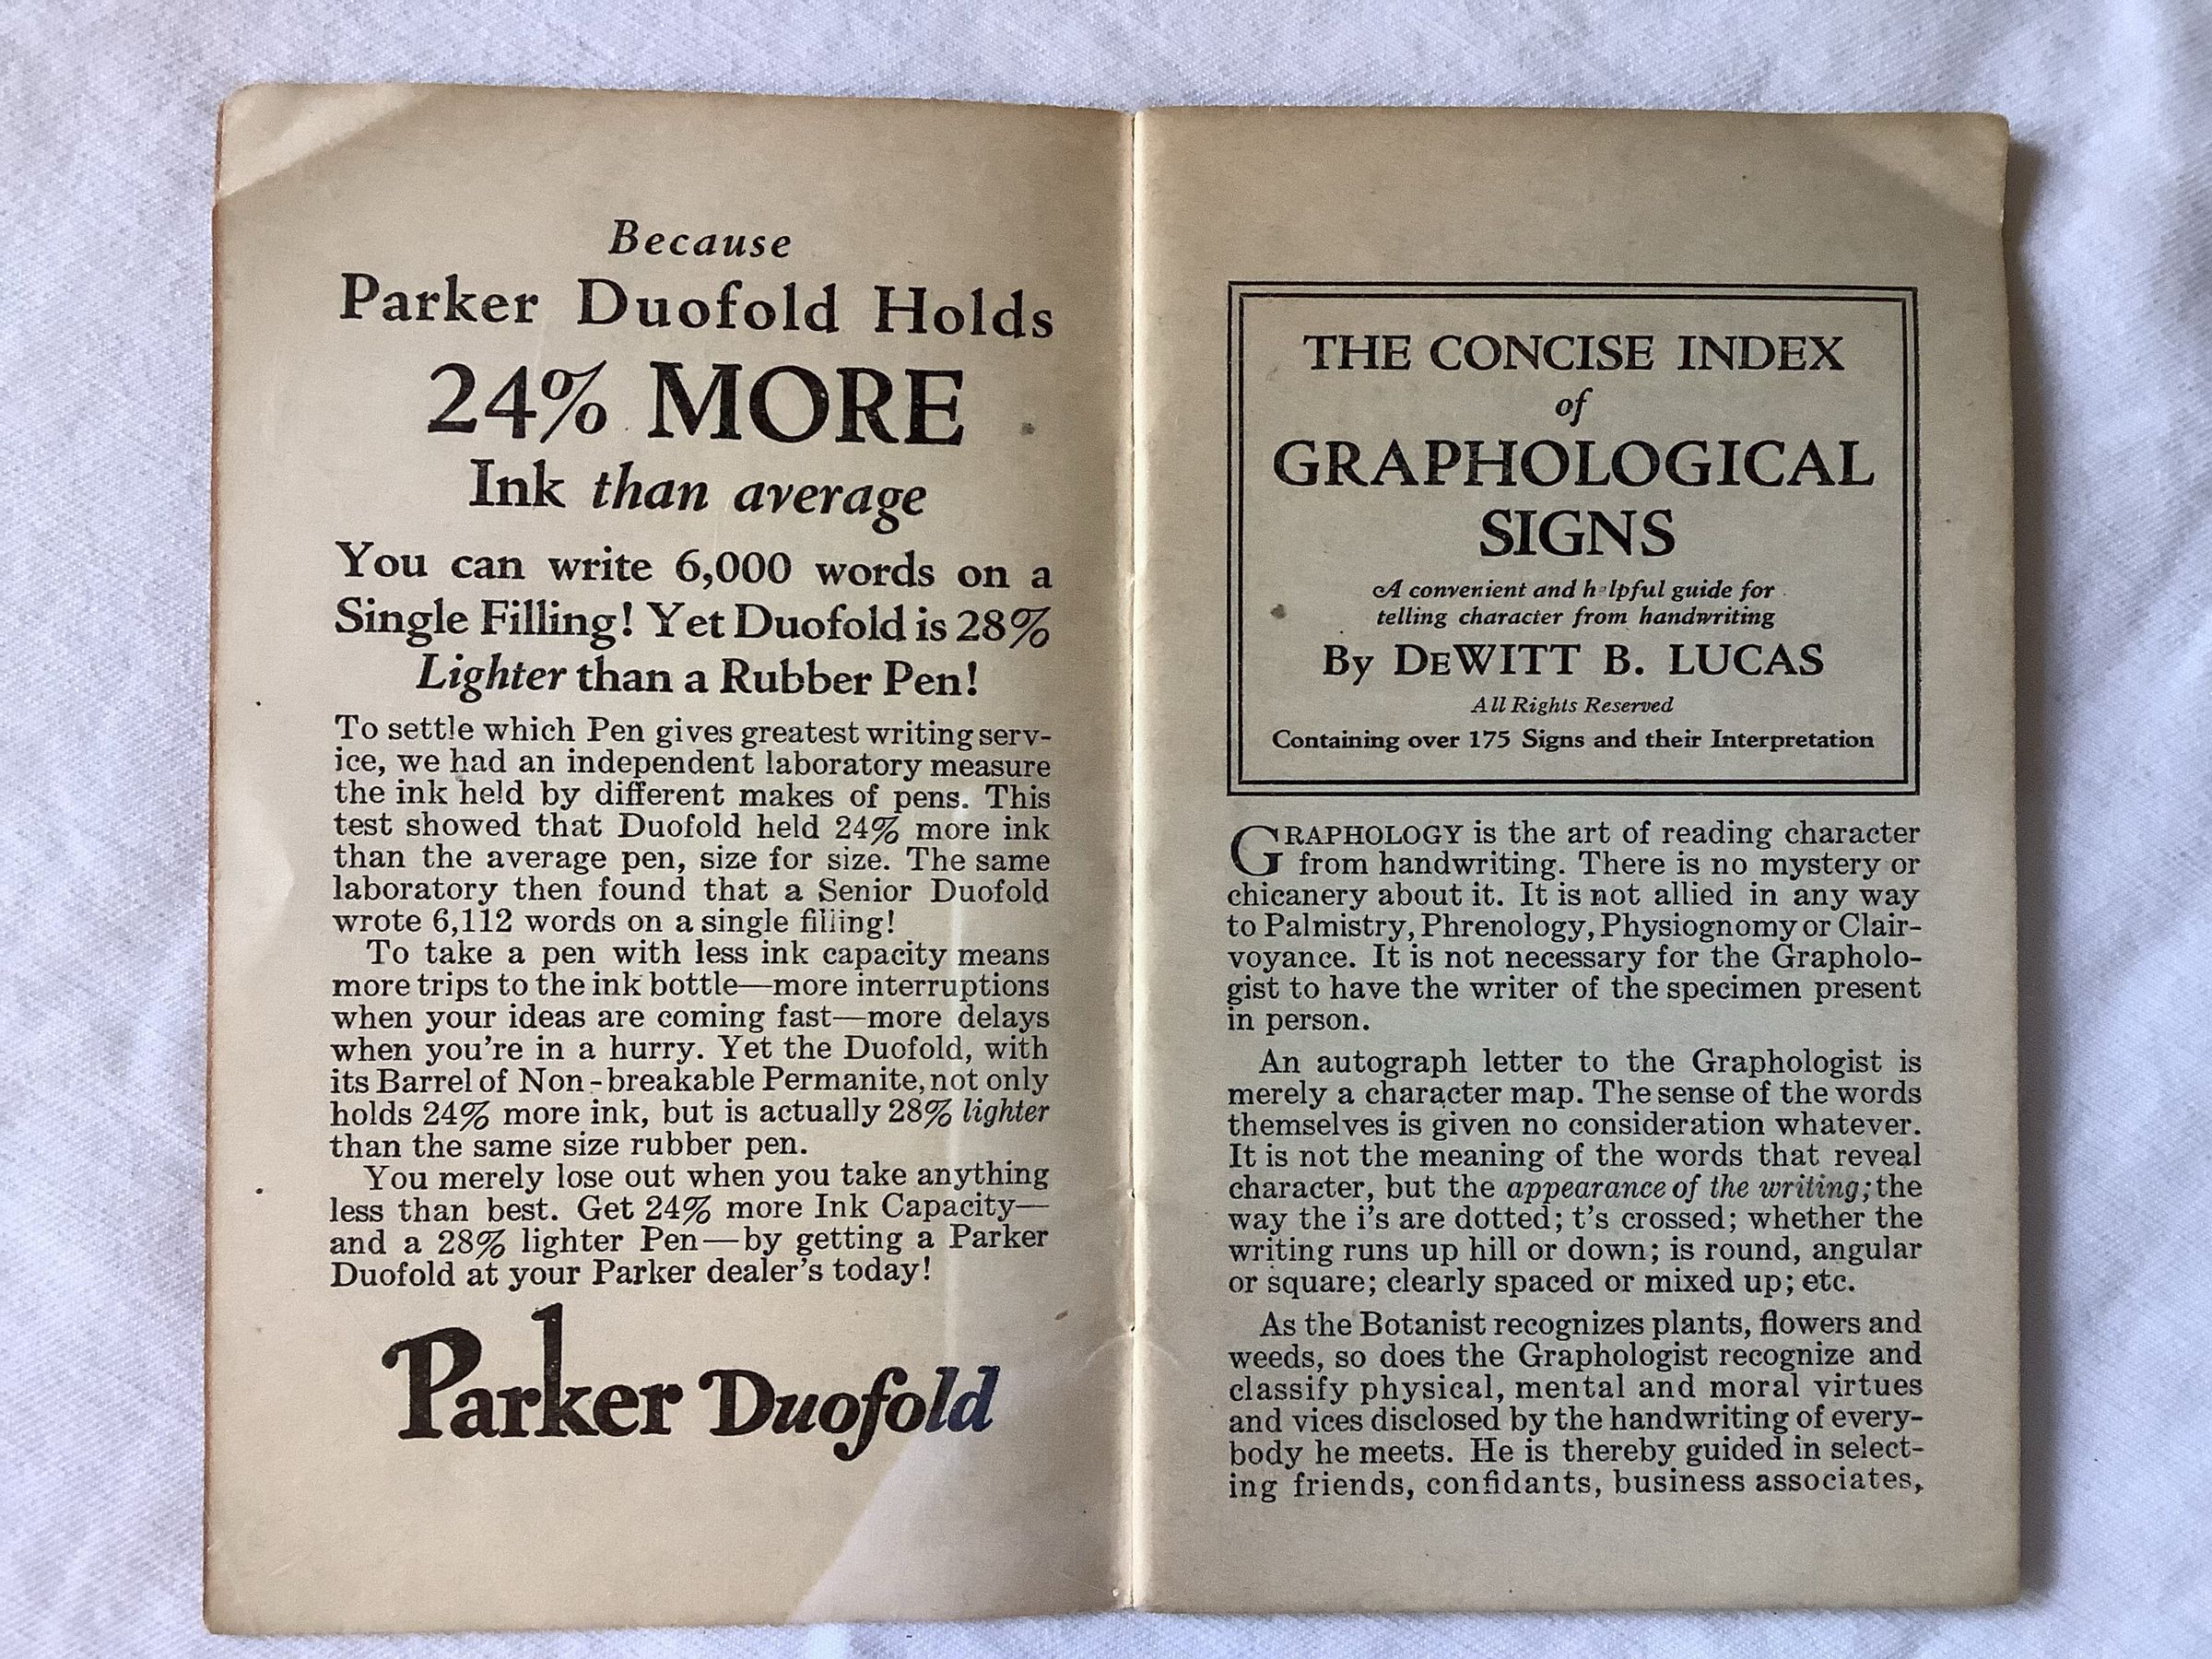 Because
Parker Duofold Holds
24% MORE
Ink than average
You can write 6,000 words on a
Single Filling! Yet Duofold is 28%
Lighter than a Rubber Pen!
To settle which Pen gives greatest writing serv-
ice, we had an independent laboratory measure
the ink held by different makes of pens. This
test showed that Duofold held 24% more ink
than the average pen, size for size. The same
laboratory then found that a Senior Duofold
wrote 6,112 words on a single filling!
To take a pen with less ink capacity means
more trips to the ink bottle—more interruptions
when your ideas are coming fast—more delays
when you're in a hurry. Yet the Duofold, with
its Barrel of Non-breakable Permanite, not only
holds 24% more ink, but is actually 28% lighter
than the same size rubber pen.
You merely lose out when you take anything
less than best. Get 24% more Ink Capacity—
and a 28% lighter Pen—by getting a Parker
Duofold at your Parker dealer's today!
Parker Duofold
THE CONCISE INDEX
of
GRAPHOLOGICAL
SIGNS
A convenient and helpful guide for
telling character from handwriting
By DEWITT B. LUCAS
All Rights Reserved
Containing over 175 Signs and their Interpretation
GRAPHOLOGY is the art of reading character
from handwriting. There is no mystery or
chicanery about it. It is not allied in any way
to Palmistry, Phrenology, Physiognomy or Clair-
voyance. It is not necessary for the Grapholo-
gist to have the writer of the specimen present
in person.
An autograph letter to the Graphologist is
merely a character map. The sense of the words
themselves is given no consideration whatever.
It is not the meaning of the words that reveal
character, but the appearance of the writing; the
way the i's are dotted; t's crossed; whether the
writing runs up hill or down; is round, angular
or square; clearly spaced or mixed up; etc.
As the Botanist recognizes plants, flowers and
weeds, so does the Graphologist recognize and
classify physical, mental and moral virtues
and vices disclosed by the handwriting of every-
body he meets. He is thereby guided in select-
ing friends, confidants, business associates,